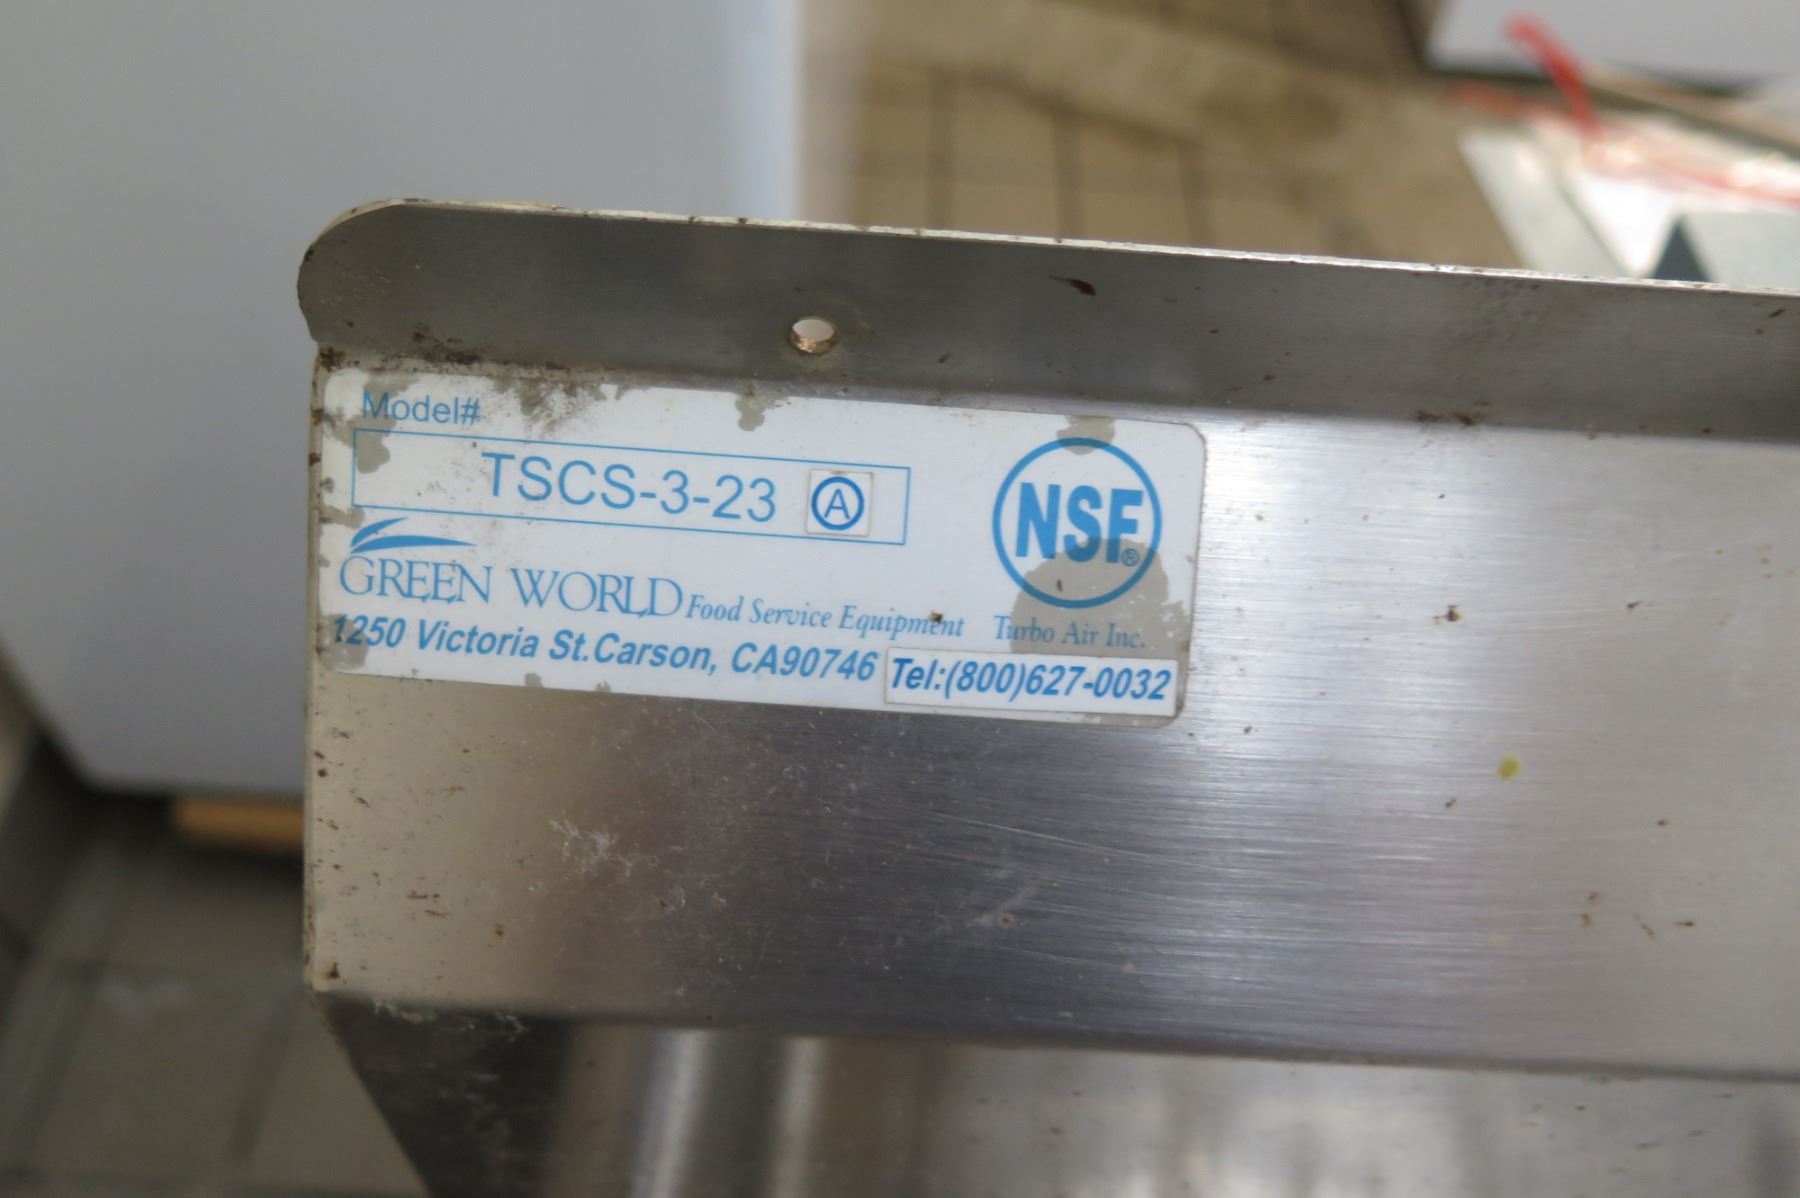 Model#
TSCS-3-23 A
NSF®
GREEN WORLD Food Service Equipment Turbo Air Inc.
1250 Victoria St.Carson, CA90746 Tel:(800)627-0032